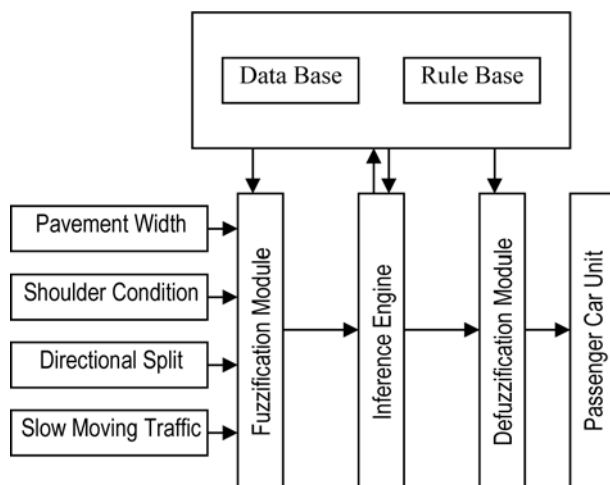 Data Base
Rule Base
Pavement Width
Shoulder Condition
Directional Split
Slow Moving Traffic
Fuzzification Module
Inference Engine
Defuzzification Module
Passenger Car Unit